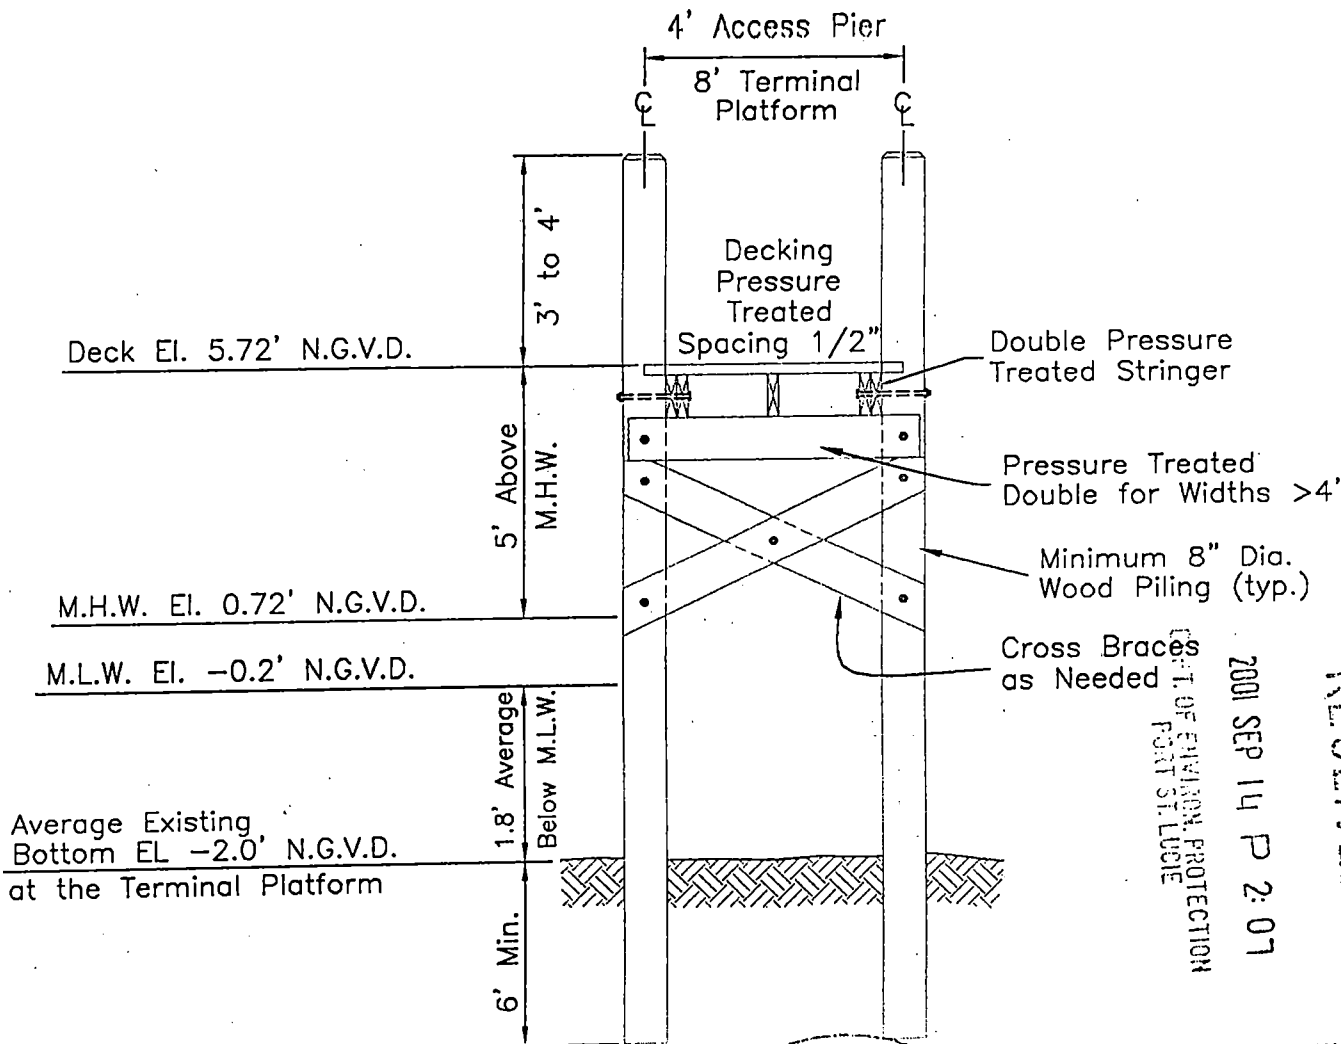 4' Access Pier
8' Terminal
Platform
℄
℄
3' to 4'
Decking
Pressure
Treated
Spacing 1/2"
Deck El. 5.72' N.G.V.D.
Double Pressure
Treated Stringer
5' Above
M.H.W.
Pressure Treated
Double for Widths >4'
Minimum 8" Dia.
Wood Piling (typ.)
M.H.W. El. 0.72' N.G.V.D.
Cross Braces
as Needed
M.L.W. El. -0.2' N.G.V.D.
1.8' Average
Below M.L.W.
Average Existing
Bottom EL -2.0' N.G.V.D.
at the Terminal Platform
6' Min.
2001 SEP 14 P 2:07
OF ENVIRON. PROTECTION
PORT ST. LUCIE